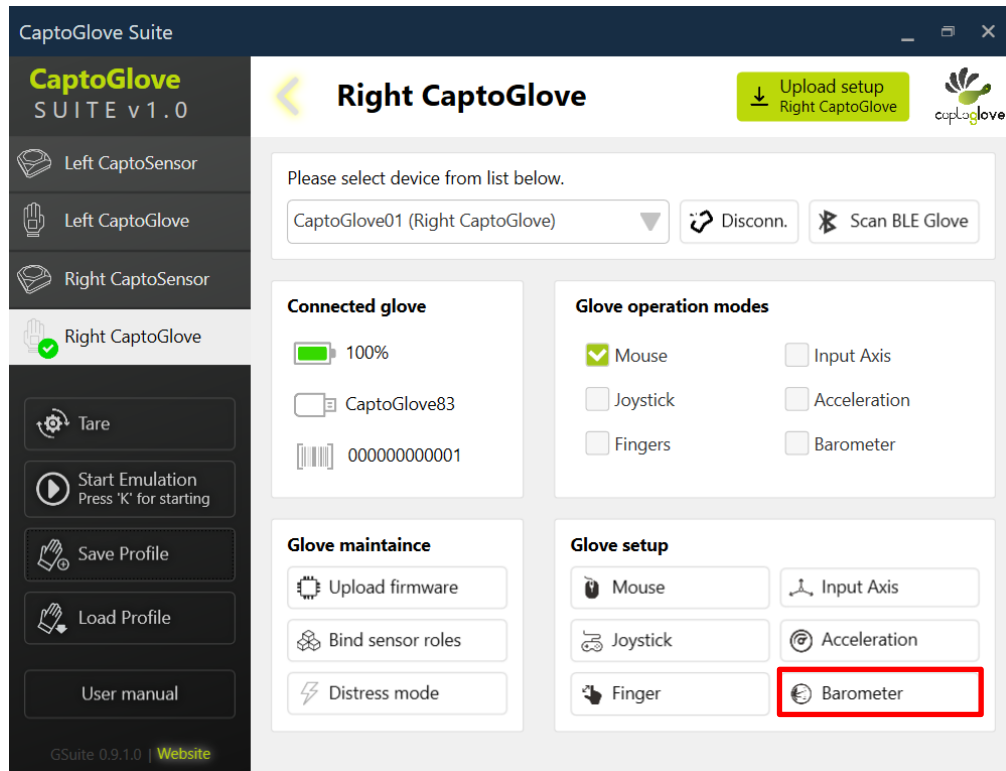 CaptoGlove Suite
CaptoGlove
SUITE v1.0
Left CaptoSensor
Left CaptoGlove
Right CaptoSensor
Right CaptoGlove
Tare
Start Emulation
Press 'K' for starting
Save Profile
Load Profile
User manual
GSuite 0.9.1.0 | Website
Right CaptoGlove
Upload setup
Right CaptoGlove
captoglove
Please select device from list below.
CaptoGlove01 (Right CaptoGlove)
Disconn.
Scan BLE Glove
Connected glove
100%
CaptoGlove83
000000000001
Glove operation modes
Mouse
Input Axis
Joystick
Acceleration
Fingers
Barometer
Glove maintaince
Upload firmware
Bind sensor roles
Distress mode
Glove setup
Mouse
Input Axis
Joystick
Acceleration
Finger
Barometer